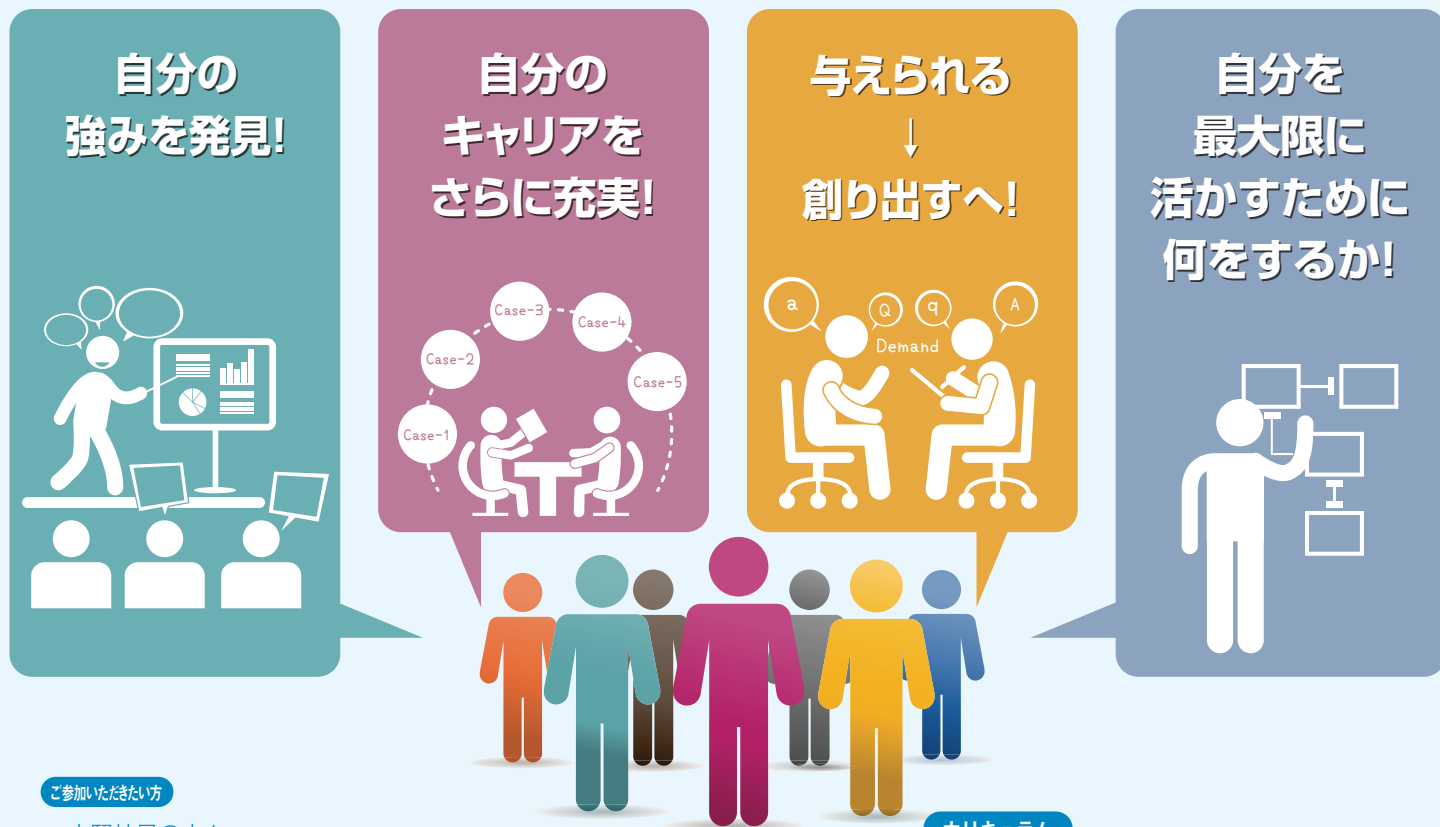 自分の
強みを発見!
自分の
キャリアを
さらに充実!
Case-1
Case-2
Case-3
Case-4
Case-5
与えられる
↓
創り出すへ!
a
Q
q
A
Demand
自分を
最大限に
活かすために
何をするか!
ご参加いただきたい方